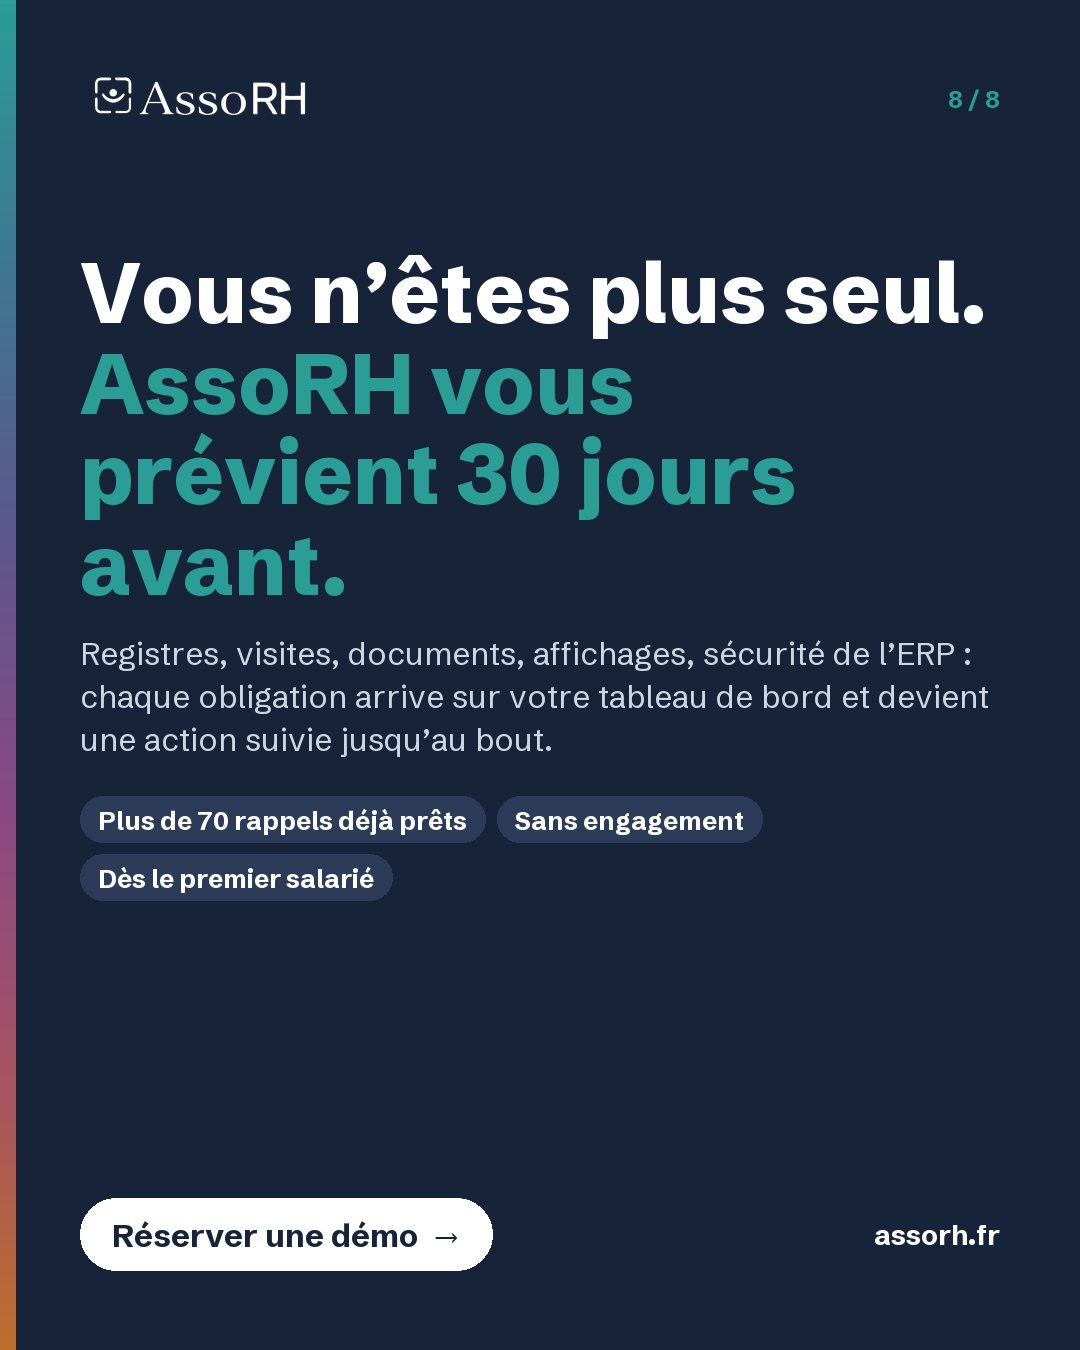 AssoRH
8 / 8
Vous n’êtes plus seul.
AssoRH vous
prévient 30 jours
avant.
Registres, visites, documents, affichages, sécurité de l’ERP :
chaque obligation arrive sur votre tableau de bord et devient
une action suivie jusqu’au bout.
Plus de 70 rappels déjà prêts
Sans engagement
Dès le premier salarié
Réserver une démo →
assorh.fr